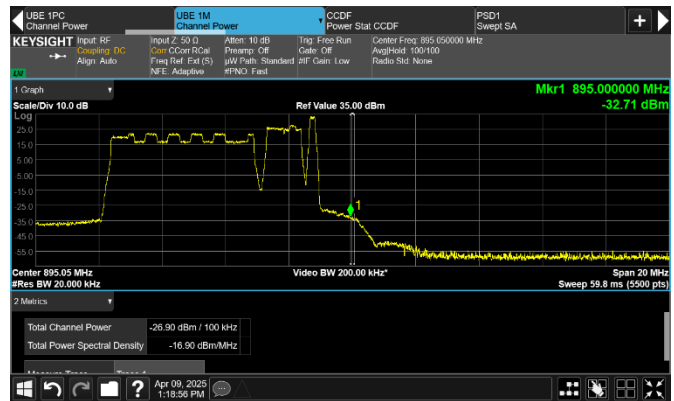 UBE 1PC
Channel Power
UBE 1M
Channel Power
CCDF
Power Stat CCDF
PSD1
Swept SA
KEYSIGHT
Input: RF
Coupling: DC
Align: Auto
Input Z: 50 Ω
Corr CCorr RCal
Freq Ref: Ext (S)
NFE: Adaptive
Atten: 10 dB
Preamp: Off
µW Path: Standard
#PNO: Fast
Trig: Free Run
Gate: Off
#IF Gain: Low
Center Freq: 895.050000 MHz
Avg|Hold: 100/100
Radio Std: None
LXI
1 Graph
Mkr1 895.000000 MHz
Scale/Div 10.0 dB
Ref Value 35.00 dBm
-32.71 dBm
Log
25.0
15.0
5.00
-5.00
-15.0
-25.0
-35.0
-45.0
-55.0
1
Center 895.05 MHz
Video BW 200.00 kHz*
Span 20 MHz
#Res BW 20.000 kHz
Sweep 59.8 ms (5500 pts)
2 Metrics
Total Channel Power
-26.90 dBm / 100 kHz
Total Power Spectral Density
-16.90 dBm/MHz
Measure Trace
Trace 1
Apr 09, 2025
1:18:56 PM